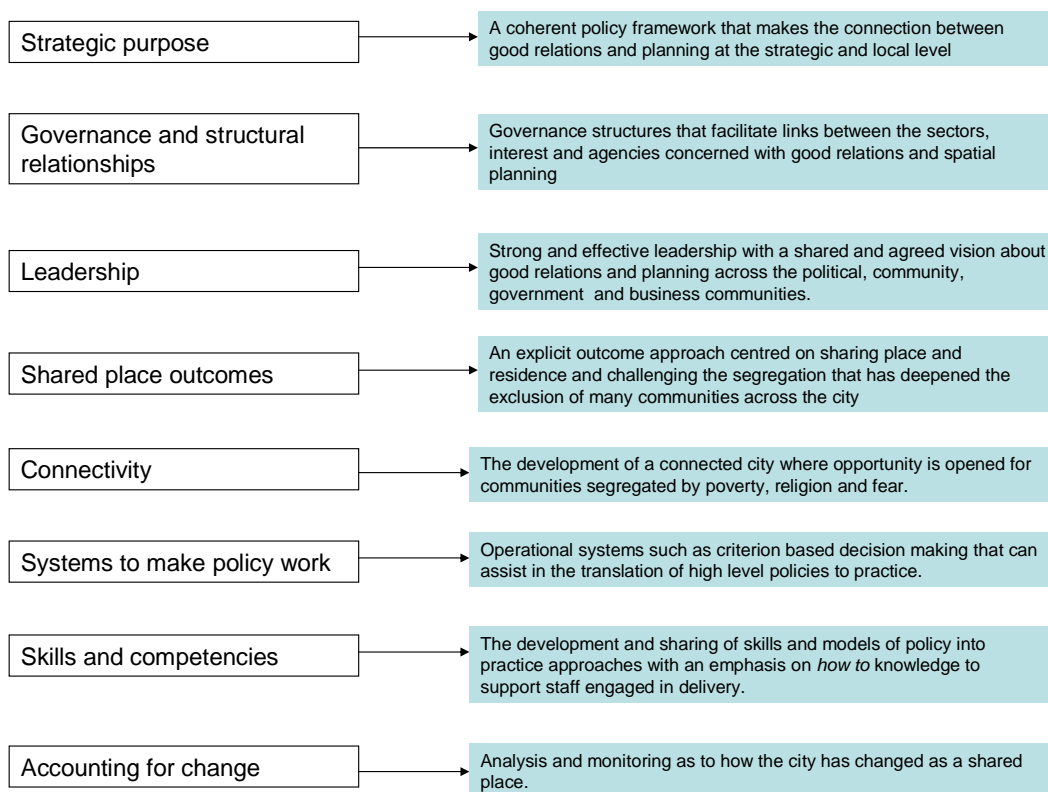 Strategic purpose
A coherent policy framework that makes the connection between
good relations and planning at the strategic and local level
Governance and structural
relationships
Governance structures that facilitate links between the sectors,
interest and agencies concerned with good relations and spatial
planning
Leadership
Strong and effective leadership with a shared and agreed vision about
good relations and planning across the political, community,
government and business communities.
Shared place outcomes
An explicit outcome approach centred on sharing place and
residence and challenging the segregation that has deepened the
exclusion of many communities across the city
Connectivity
The development of a connected city where opportunity is opened for
communities segregated by poverty, religion and fear.
Systems to make policy work
Operational systems such as criterion based decision making that can
assist in the translation of high level policies to practice.
Skills and competencies
The development and sharing of skills and models of policy into
practice approaches with an emphasis on how to knowledge to
support staff engaged in delivery.
Accounting for change
Analysis and monitoring as to how the city has changed as a shared
place.